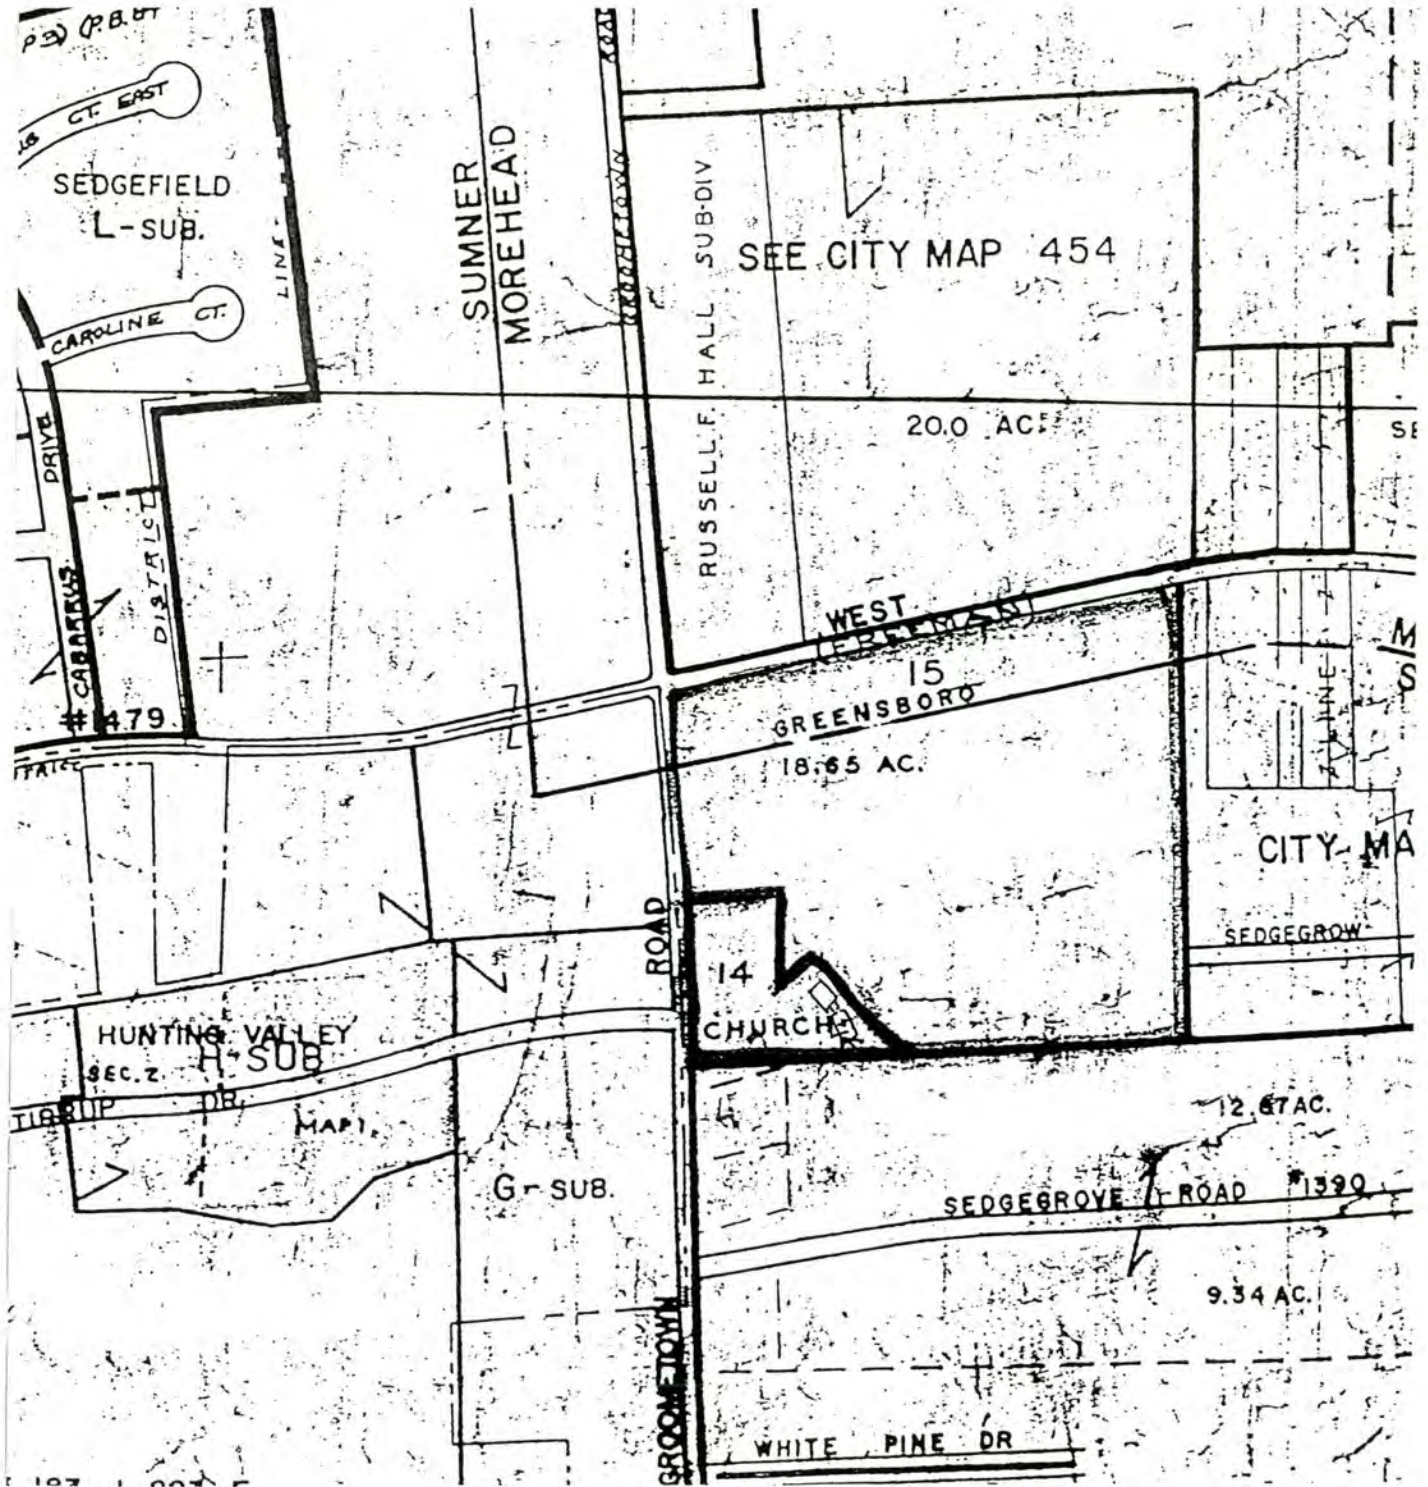 CT. EAST
SEDGEFIELD
L-SUB.
CAROLINE CT.
LINE
SUMNER
MOREHEAD
ROAD
RUSSELL F. HALL SUB-DIV
SEE CITY MAP 454
20.0 AC.
DRIVE
CABARRUS
DISTRICT
#1479
WEST
(FREEMAN)
15
GREENSBORO
18.65 AC.
CITY MA
SEDGEGROW
ROAD
14
CHURCH
HUNTING VALLEY
H-SUB
SEC. 2
DR.
MAP 1.
G-SUB.
12.67 AC.
SEDGEGROVE ROAD #1390
9.34 AC.
GROOMETOWN
WHITE PINE DR